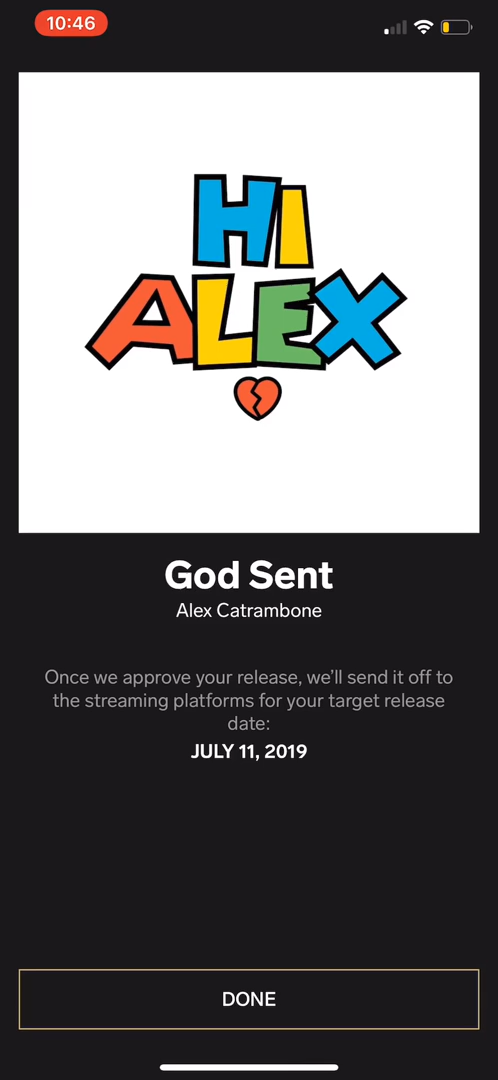 10:46
HI
ALEX
God Sent
Alex Catrambone
Once we approve your release, we'll send it off to
the streaming platforms for your target release
date:
JULY 11, 2019
DONE